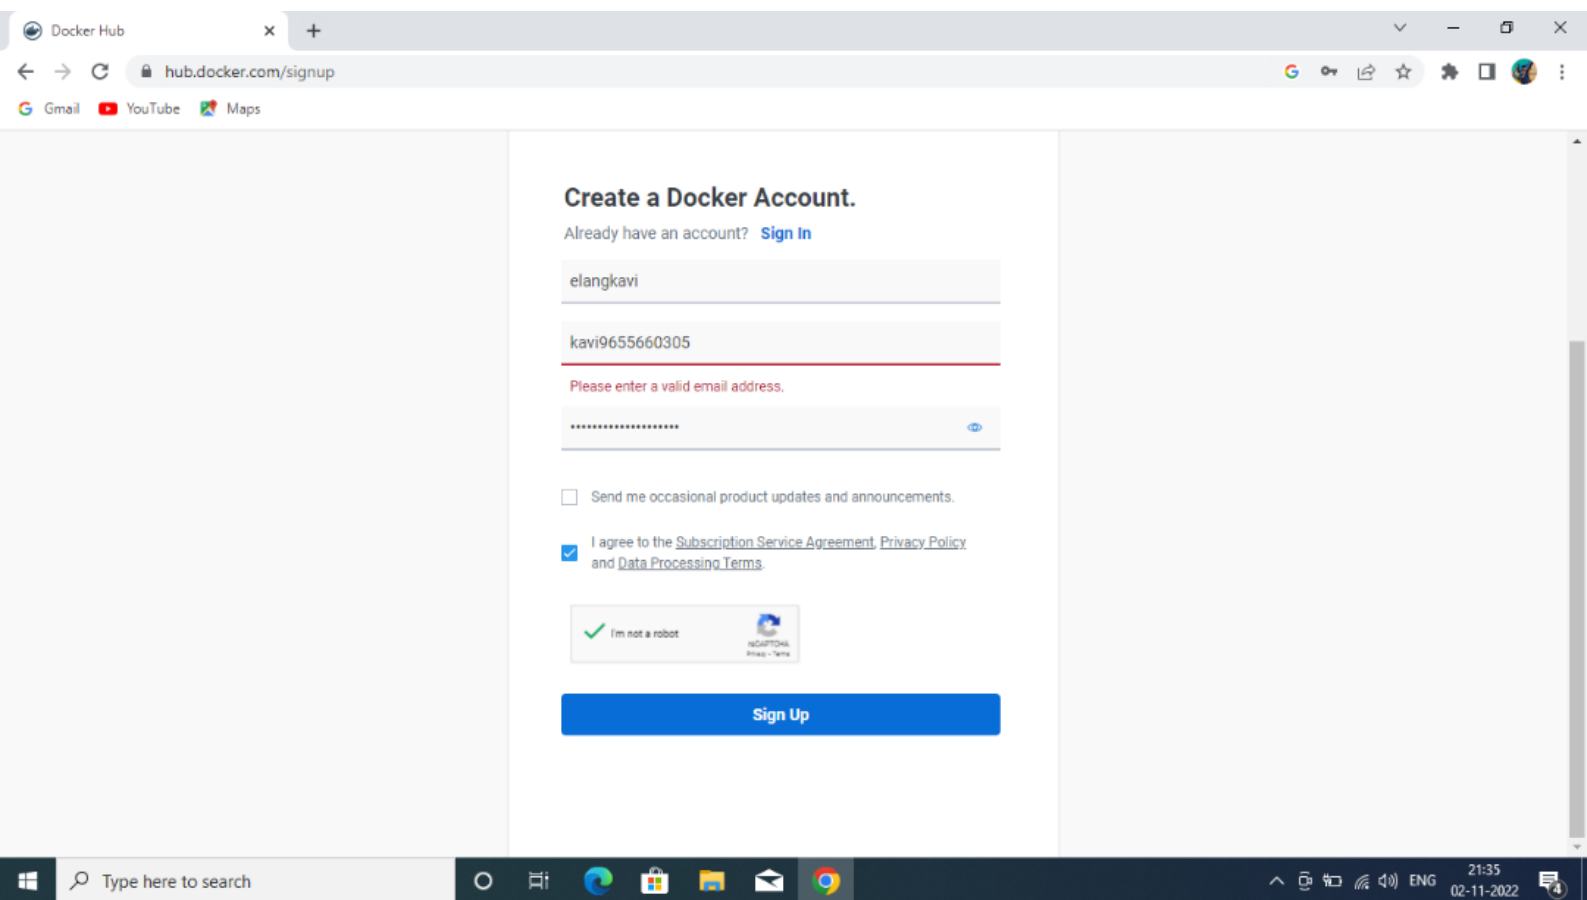 Docker Hub
hub.docker.com/signup
Gmail YouTube Maps
Create a Docker Account.
Already have an account? Sign In
elangkavi
kavi9655660305
Please enter a valid email address.
Send me occasional product updates and announcements.
I agree to the Subscription Service Agreement, Privacy Policy
and Data Processing Terms.
I'm not a robot
reCAPTCHA
Privacy - Terms
Sign Up
Type here to search
ENG
21:35
02-11-2022
4